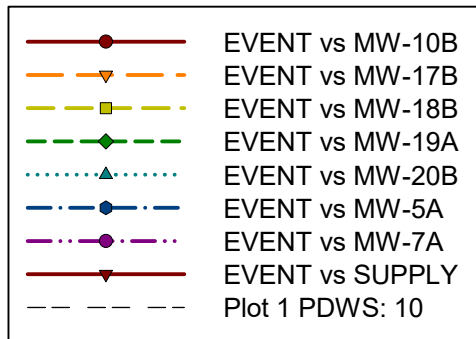 EVENT vs MW-10B
EVENT vs MW-17B
EVENT vs MW-18B
EVENT vs MW-19A
EVENT vs MW-20B
EVENT vs MW-5A
EVENT vs MW-7A
EVENT vs SUPPLY
Plot 1 PDWS: 10